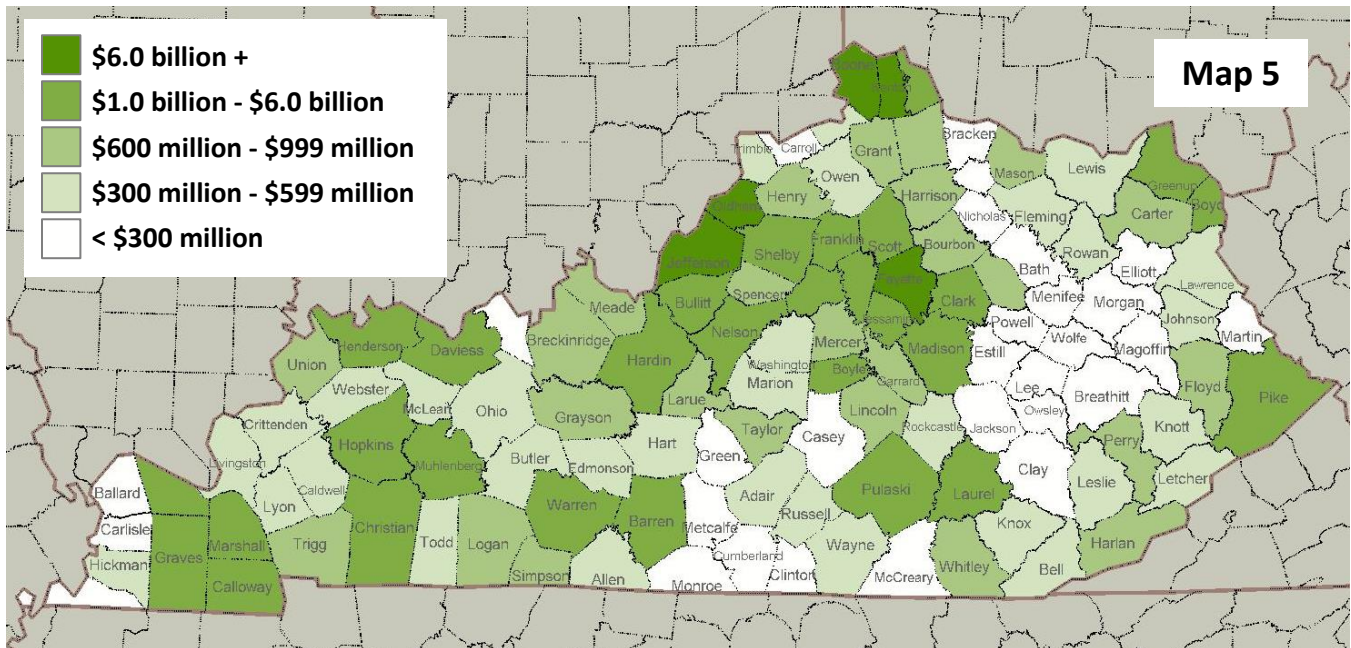 $6.0 billion +
$1.0 billion - $6.0 billion
$600 million - $999 million
$300 million - $599 million
< $300 million
Map 5
Boone
Kenton
Bracken
Trimble
Carroll
Grant
Owen
Mason
Lewis
Greenup
Boyd
Oldham
Henry
Harrison
Nicholas
Fleming
Carter
Jefferson
Shelby
Franklin
Scott
Bourbon
Rowan
Elliott
Bath
Lawrence
Bullitt
Spencer
Fayette
Clark
Menifee
Morgan
Meade
Nelson
Jessamine
Powell
Wolfe
Johnson
Martin
Henderson
Daviess
Breckinridge
Hardin
Washington
Mercer
Madison
Estill
Magoffin
Union
Webster
McLean
Ohio
Marion
Boyle
Garrard
Lee
Floyd
Pike
Larue
Grayson
Lincoln
Jackson
Owsley
Breathitt
Crittenden
Hopkins
Muhlenberg
Butler
Hart
Taylor
Casey
Rockcastle
Perry
Knott
Livingston
Caldwell
Edmonson
Green
Clay
Leslie
Letcher
Ballard
Lyon
Warren
Barren
Adair
Russell
Pulaski
Laurel
Carlisle
Christian
Metcalfe
Knox
Graves
Marshall
Trigg
Todd
Logan
Cumberland
Wayne
Harlan
Hickman
Calloway
Simpson
Allen
Monroe
Clinton
McCreary
Whitley
Bell